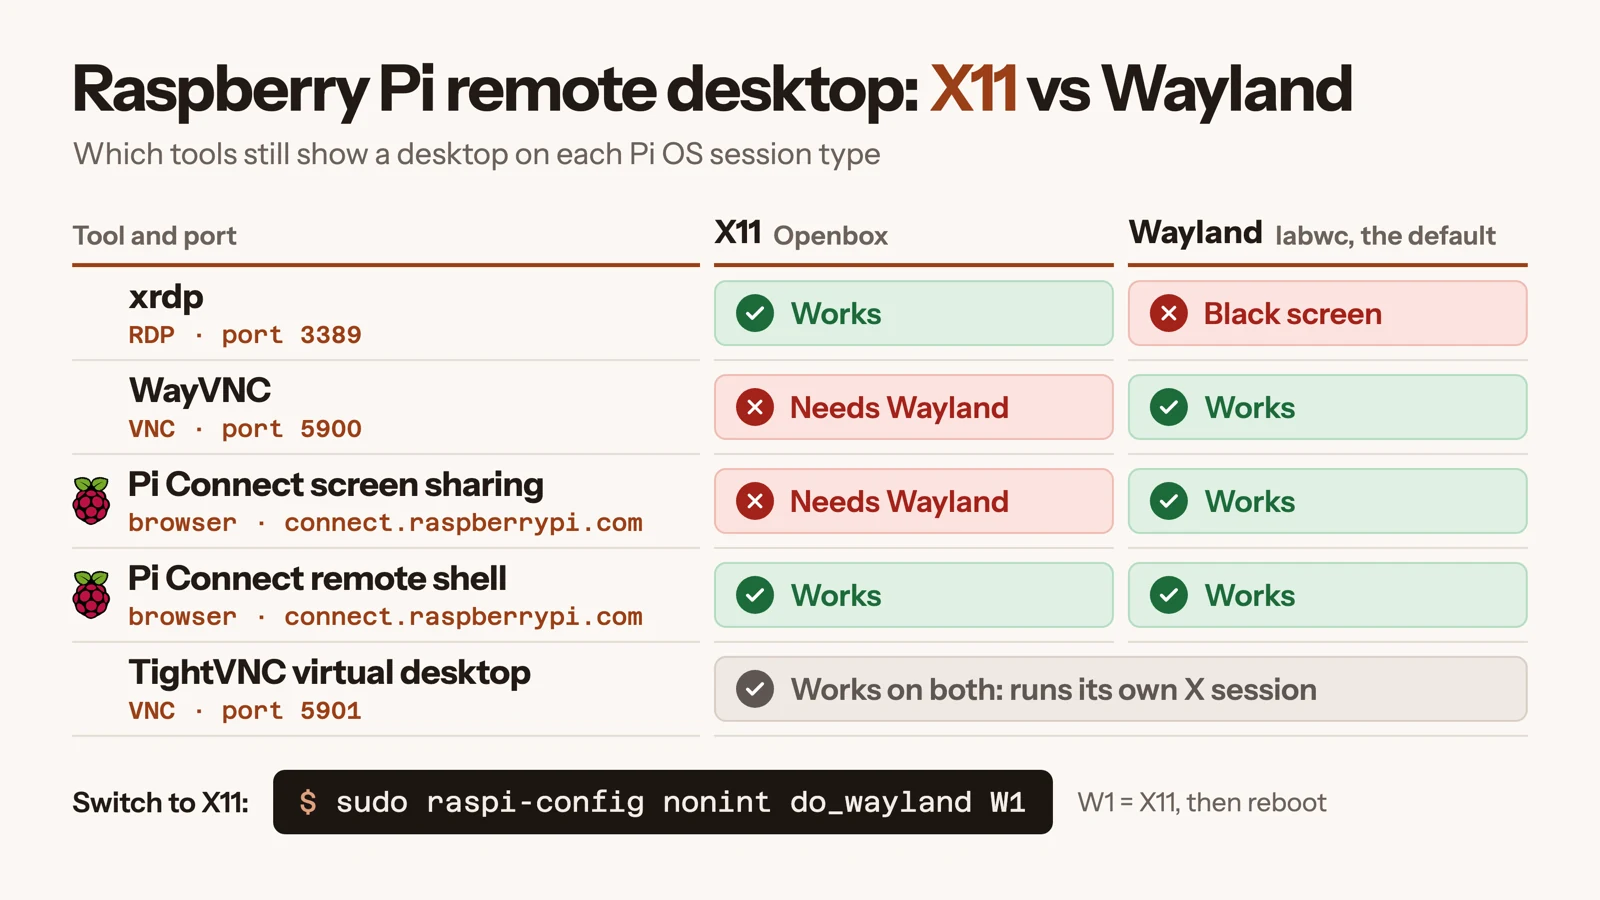 Raspberry Pi remote desktop: X11 vs Wayland
Which tools still show a desktop on each Pi OS session type
Tool and port
X11 Openbox
Wayland labwc, the default
xrdp
RDP · port 3389
Works
Black screen
WayVNC
VNC · port 5900
Needs Wayland
Works
Pi Connect screen sharing
browser · connect.raspberrypi.com
Needs Wayland
Works
Pi Connect remote shell
browser · connect.raspberrypi.com
Works
Works
TightVNC virtual desktop
VNC · port 5901
Works on both: runs its own X session
Switch to X11:
$ sudo raspi-config nonint do_wayland W1
W1 = X11, then reboot